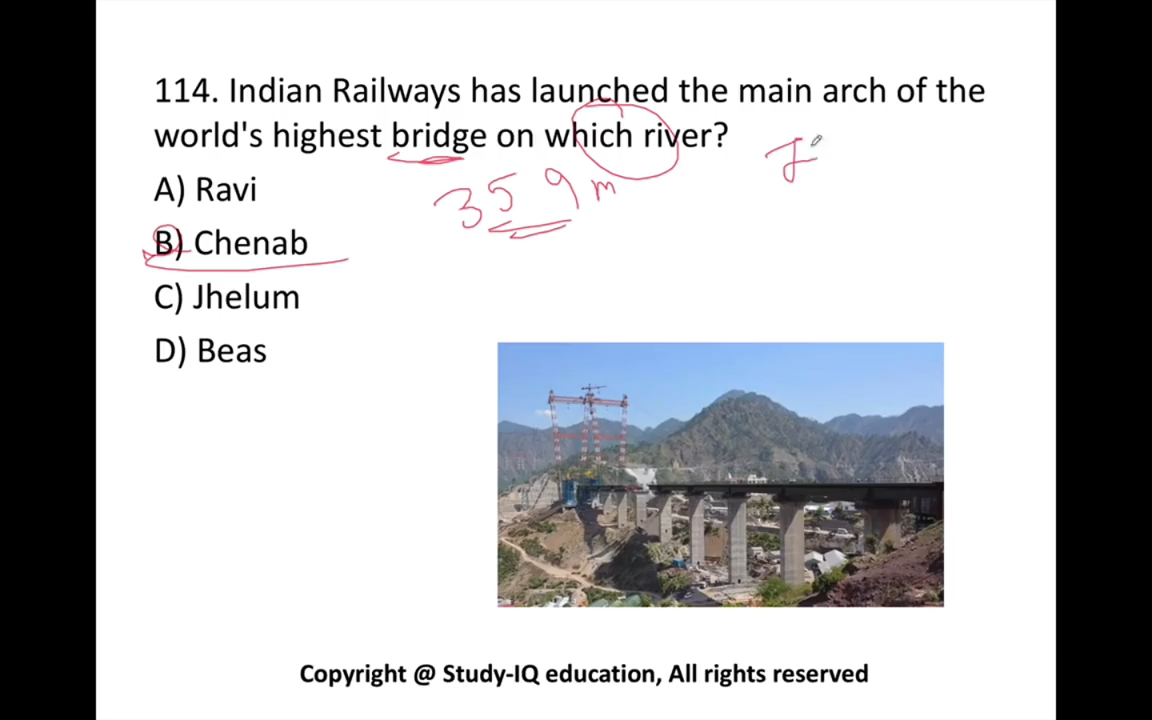 114. Indian Railways has launched the main arch of the
world's highest bridge on which river?
A) Ravi
359m
B) Chenab
C) Jhelum
D) Beas
Copyright @ Study-IQ education, All rights reserved